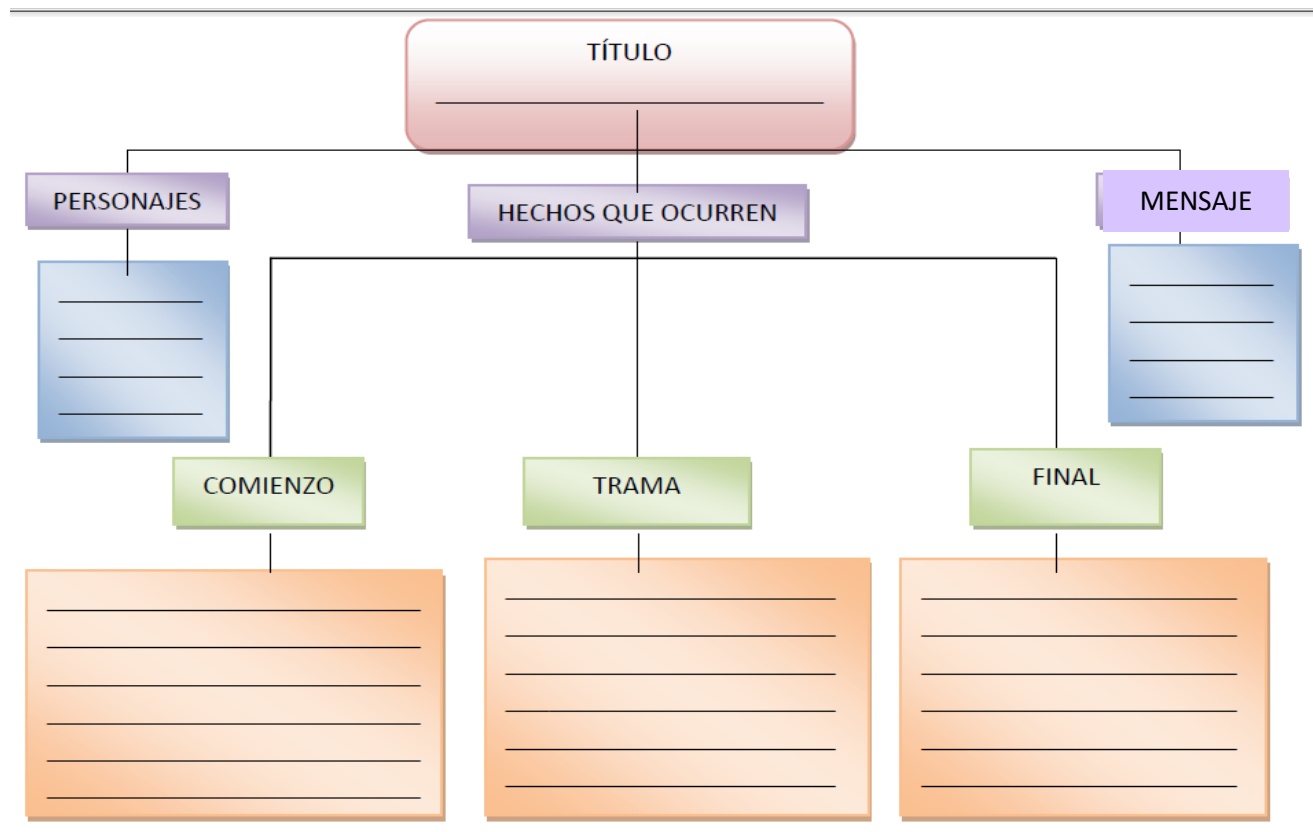 TÍTULO
PERSONAJES
HECHOS QUE OCURREN
MENSAJE
COMIENZO
TRAMA
FINAL